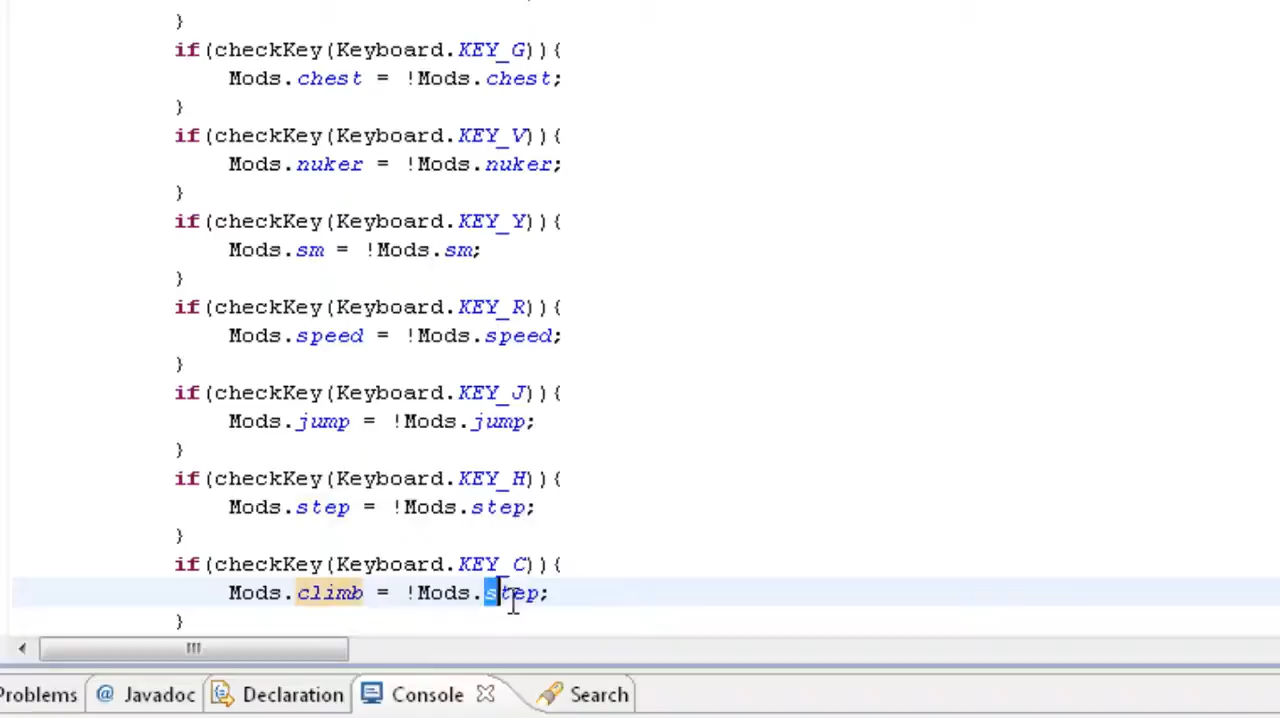 }
if(checkKey(Keyboard.KEY_G)){
Mods.chest = !Mods.chest;
}
if(checkKey(Keyboard.KEY_V)){
Mods.nuker = !Mods.nuker;
}
if(checkKey(Keyboard.KEY_Y)){
Mods.sm = !Mods.sm;
}
if(checkKey(Keyboard.KEY_R)){
Mods.speed = !Mods.speed;
}
if(checkKey(Keyboard.KEY_J)){
Mods.jump = !Mods.jump;
}
if(checkKey(Keyboard.KEY_H)){
Mods.step = !Mods.step;
}
if(checkKey(Keyboard.KEY_C)){
Mods.climb = !Mods.step;
}
Problems @ Javadoc Declaration Console Search